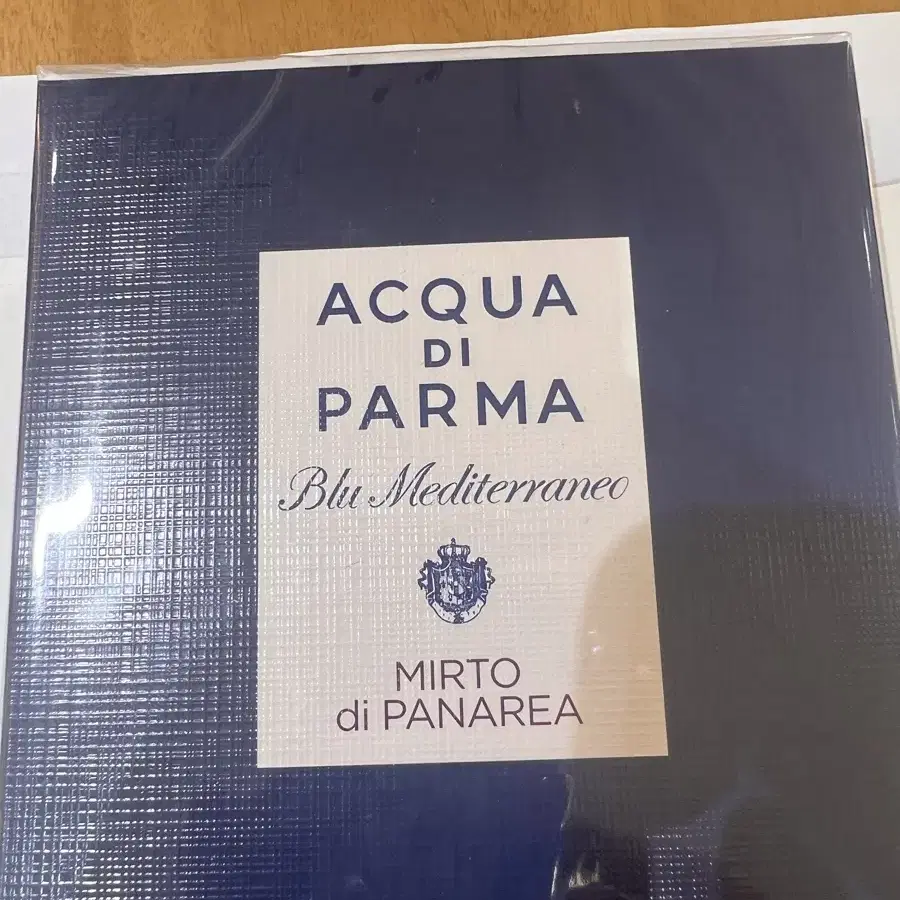 ACQUA
DI
PARMA
Blu Mediterraneo
MIRTO
di PANAREA